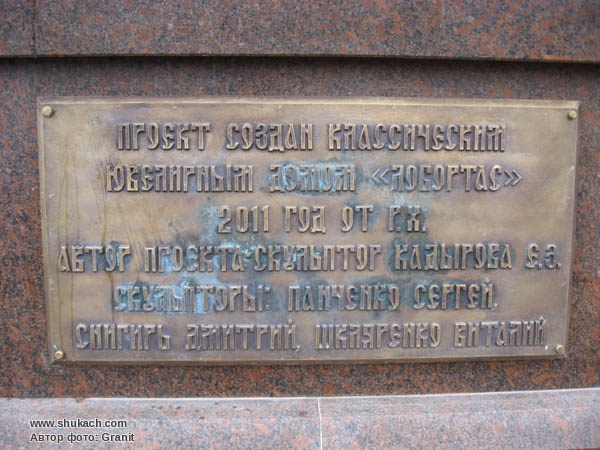 ПРОЕКТ СОЗДАН КЛАССИЧЕСКИМ
ЮВЕЛИРНЫМ ДОМОМ «ЛОБОРТАС»
2011 ГОД ОТ Р.Х.
АВТОР ПРОЕКТА-СКУЛЬПТОР КАДЫРОВА Е.Э.
СКУЛЬПТОРЫ: ПАНЧЕНКО СЕРГЕЙ,
СНИГИРЬ ДМИТРИЙ, ШКЛЯРЕНКО ВИТАЛИЙ
www.shukach.com
Автор фото: Granit